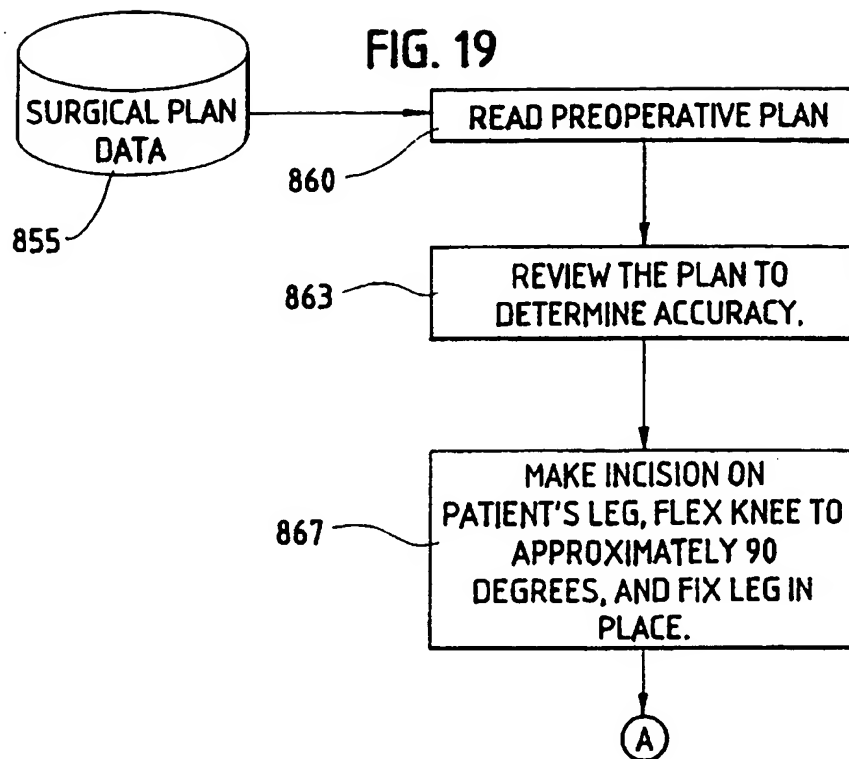 FIG. 19
SURGICAL PLAN
DATA
855
READ PREOPERATIVE PLAN
860
REVIEW THE PLAN TO
DETERMINE ACCURACY.
863
MAKE INCISION ON
PATIENT'S LEG, FLEX KNEE TO
APPROXIMATELY 90
DEGREES, AND FIX LEG IN
PLACE.
867
A